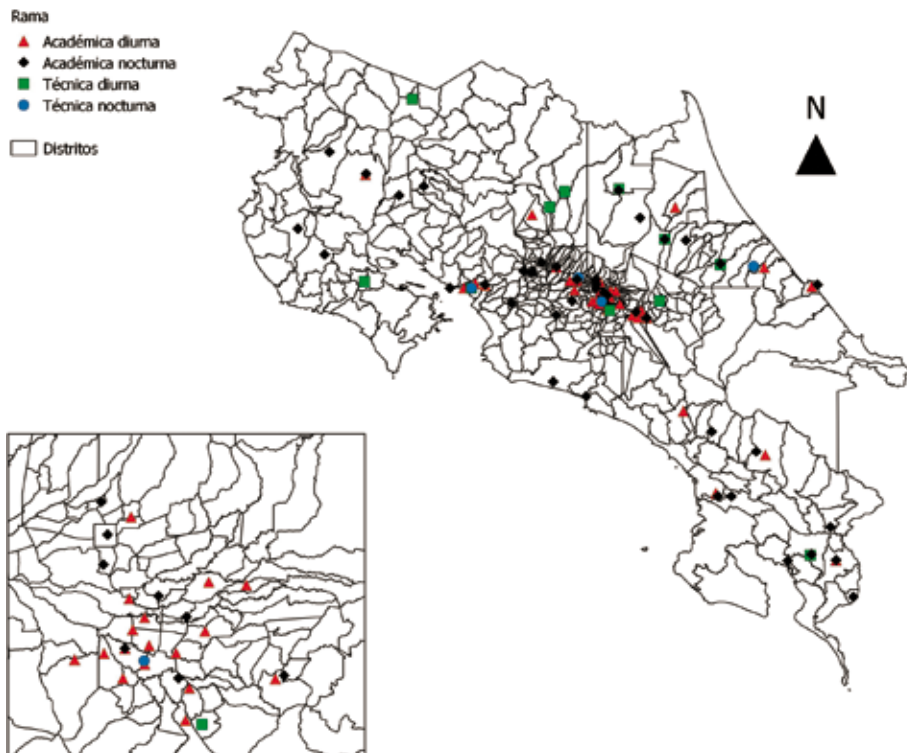 Rama
Académica diurna
Académica nocturna
Técnica diurna
Técnica nocturna
Distritos
N